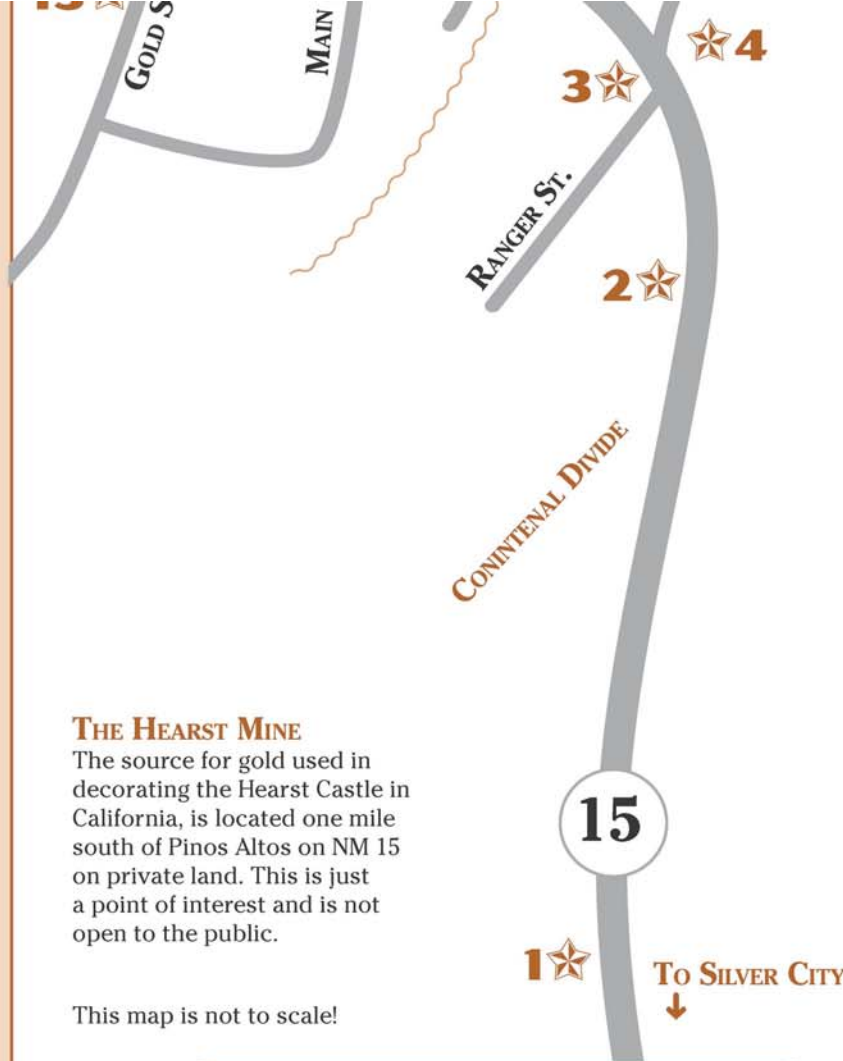 GOLD S
MAIN
4
3
RANGER ST.
2
CONINTENAL DIVIDE
THE HEARST MINE
The source for gold used in
decorating the Hearst Castle in
California, is located one mile
south of Pinos Altos on NM 15
on private land. This is just
a point of interest and is not
open to the public.
15
1
TO SILVER CITY
This map is not to scale!